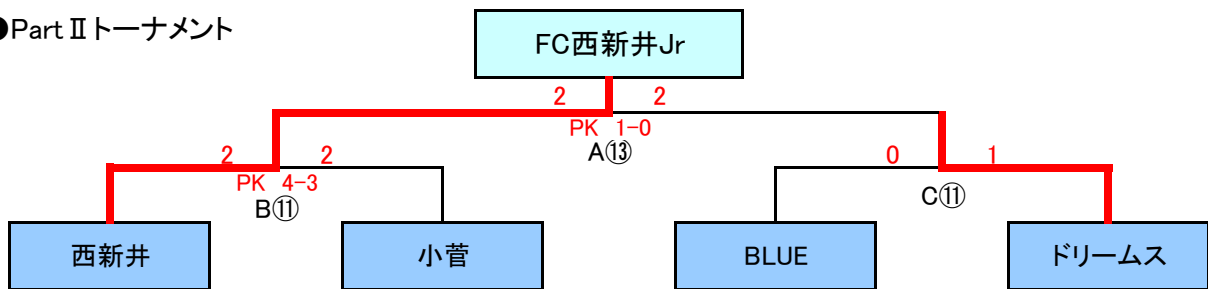 ●PartⅡトーナメント
FC西新井Jr
2 2
PK 1-0
A⑬
2 2
PK 4-3
B⑪
0 1
C⑪
西新井 小菅 BLUE ドリームス